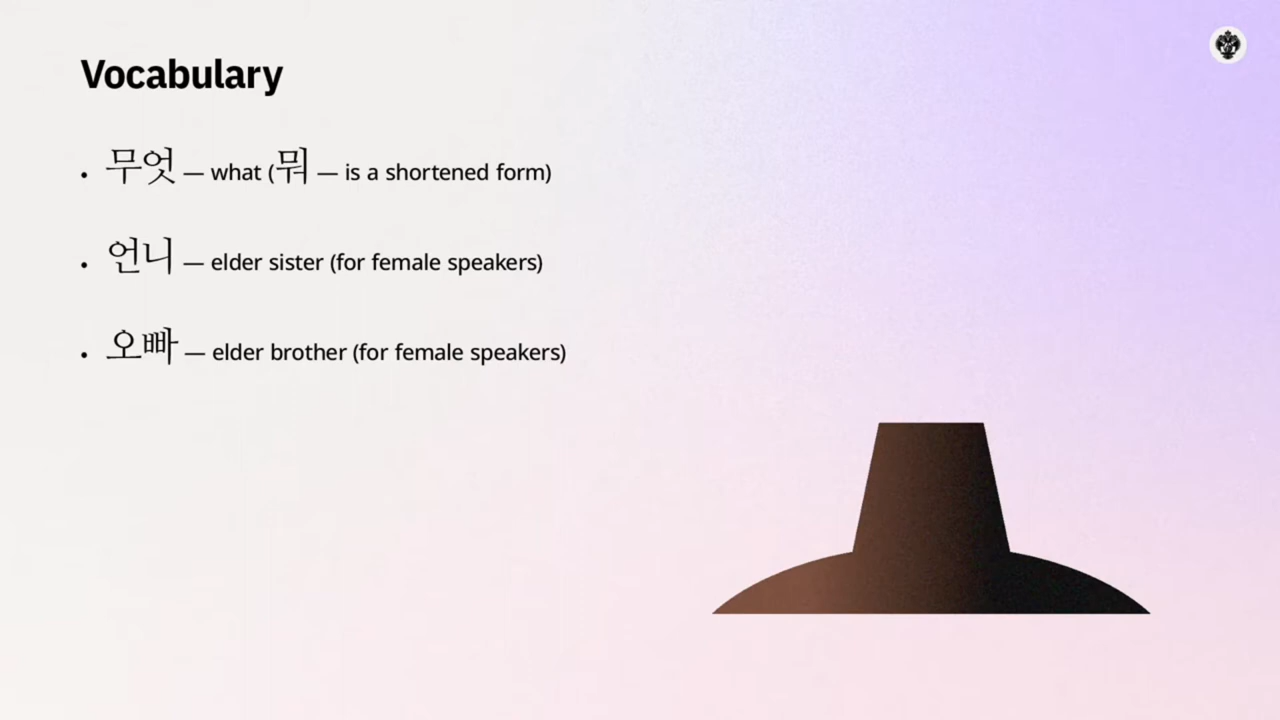 Vocabulary
• 무엇 — what (뭐 — is a shortened form)
• 언니 — elder sister (for female speakers)
• 오빠 — elder brother (for female speakers)